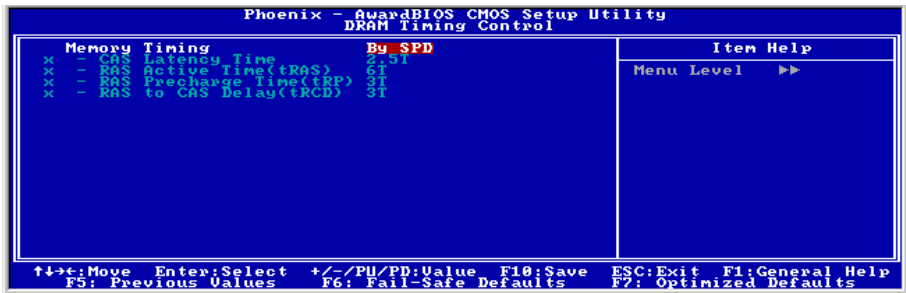 Phoenix - AwardBIOS CMOS Setup Utility
DRAM Timing Control
Memory Timing By SPD
x - CAS Latency Time 2.5T
x - RAS Active Time(tRAS) 6T
x - RAS Precharge Time(tRP) 3T
x - RAS to CAS Delay(tRCD) 3T
Item Help
Menu Level ▶▶
↑↓→←:Move Enter:Select +/-/PU/PD:Value F10:Save ESC:Exit F1:General Help
F5: Previous Values F6: Fail-Safe Defaults F7: Optimized Defaults